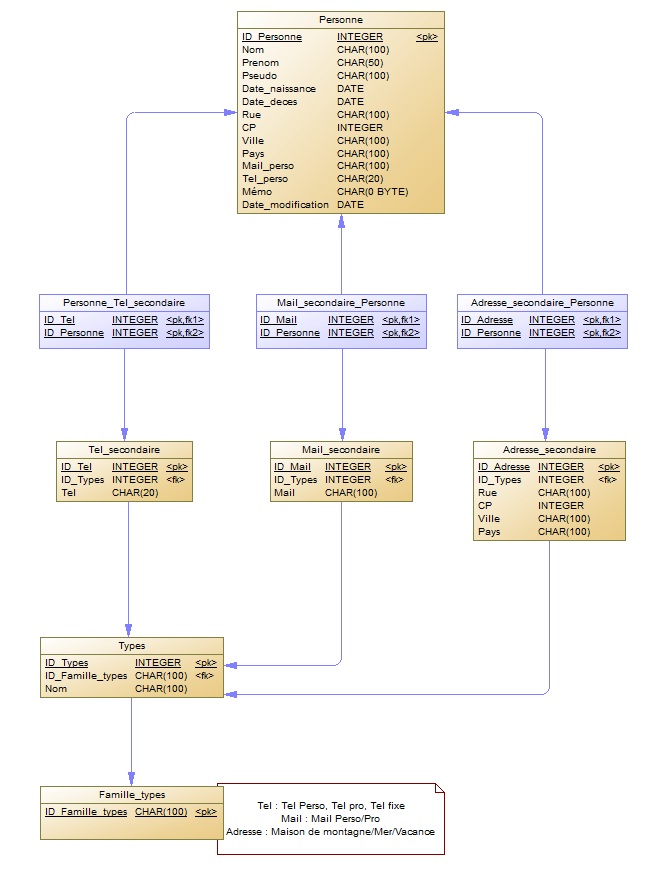 Personne
ID_Personne INTEGER <pk>
Nom CHAR(100)
Prenom CHAR(50)
Pseudo CHAR(100)
Date_naissance DATE
Date_deces DATE
Rue CHAR(100)
CP INTEGER
Ville CHAR(100)
Pays CHAR(100)
Mail_perso CHAR(100)
Tel_perso CHAR(20)
Mémo CHAR(0 BYTE)
Date_modification DATE
Personne_Tel_secondaire
ID_Tel INTEGER <pk,fk1>
ID_Personne INTEGER <pk,fk2>
Mail_secondaire_Personne
ID_Mail INTEGER <pk,fk1>
ID_Personne INTEGER <pk,fk2>
Adresse_secondaire_Personne
ID_Adresse INTEGER <pk,fk1>
ID_Personne INTEGER <pk,fk2>
Tel_secondaire
ID_Tel INTEGER <pk>
ID_Types INTEGER <fk>
Tel CHAR(20)
Mail_secondaire
ID_Mail INTEGER <pk>
ID_Types INTEGER <fk>
Mail CHAR(100)
Adresse_secondaire
ID_Adresse INTEGER <pk>
ID_Types INTEGER <fk>
Rue CHAR(100)
CP INTEGER
Ville CHAR(100)
Pays CHAR(100)
Types
ID_Types INTEGER <pk>
ID_Famille_types CHAR(100) <fk>
Nom CHAR(100)
Famille_types
ID_Famille_types CHAR(100) <pk>
Tel : Tel Perso, Tel pro, Tel fixe
Mail : Mail Perso/Pro
Adresse : Maison de montagne/Mer/Vacance